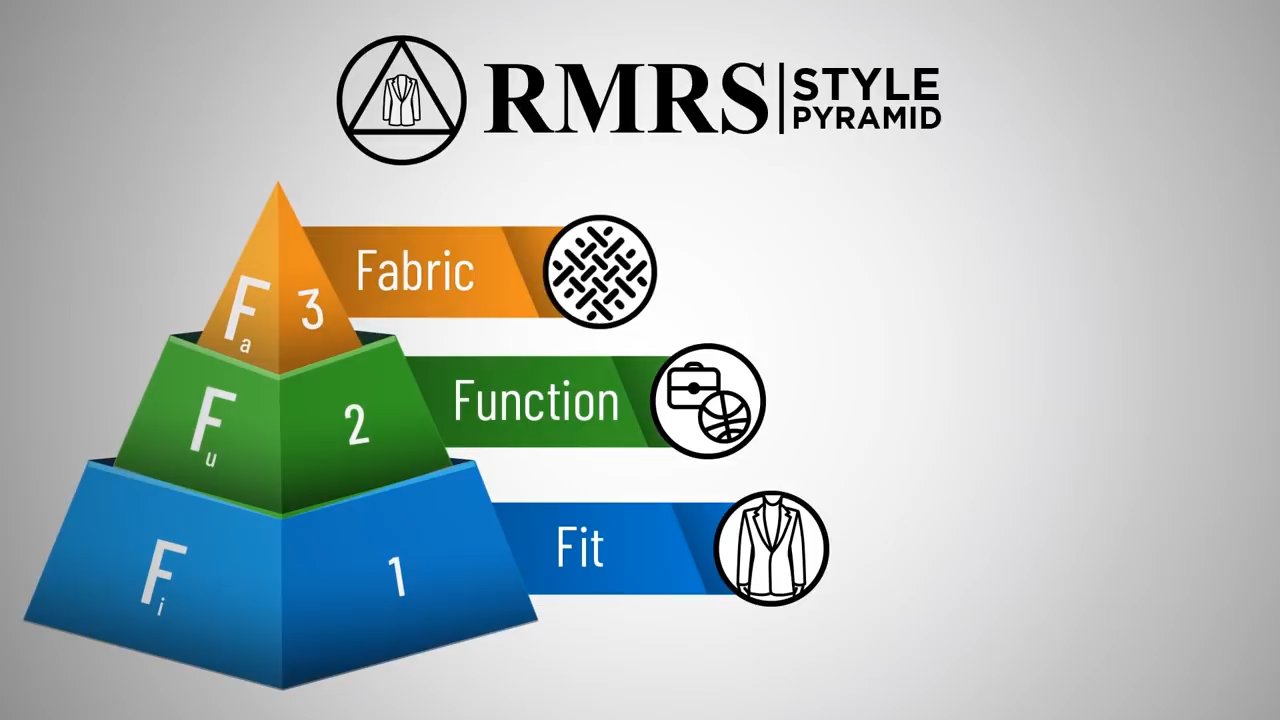 RMRS
STYLE
PYRAMID
Fa
3
Fabric
Fu
2
Function
Fi
1
Fit